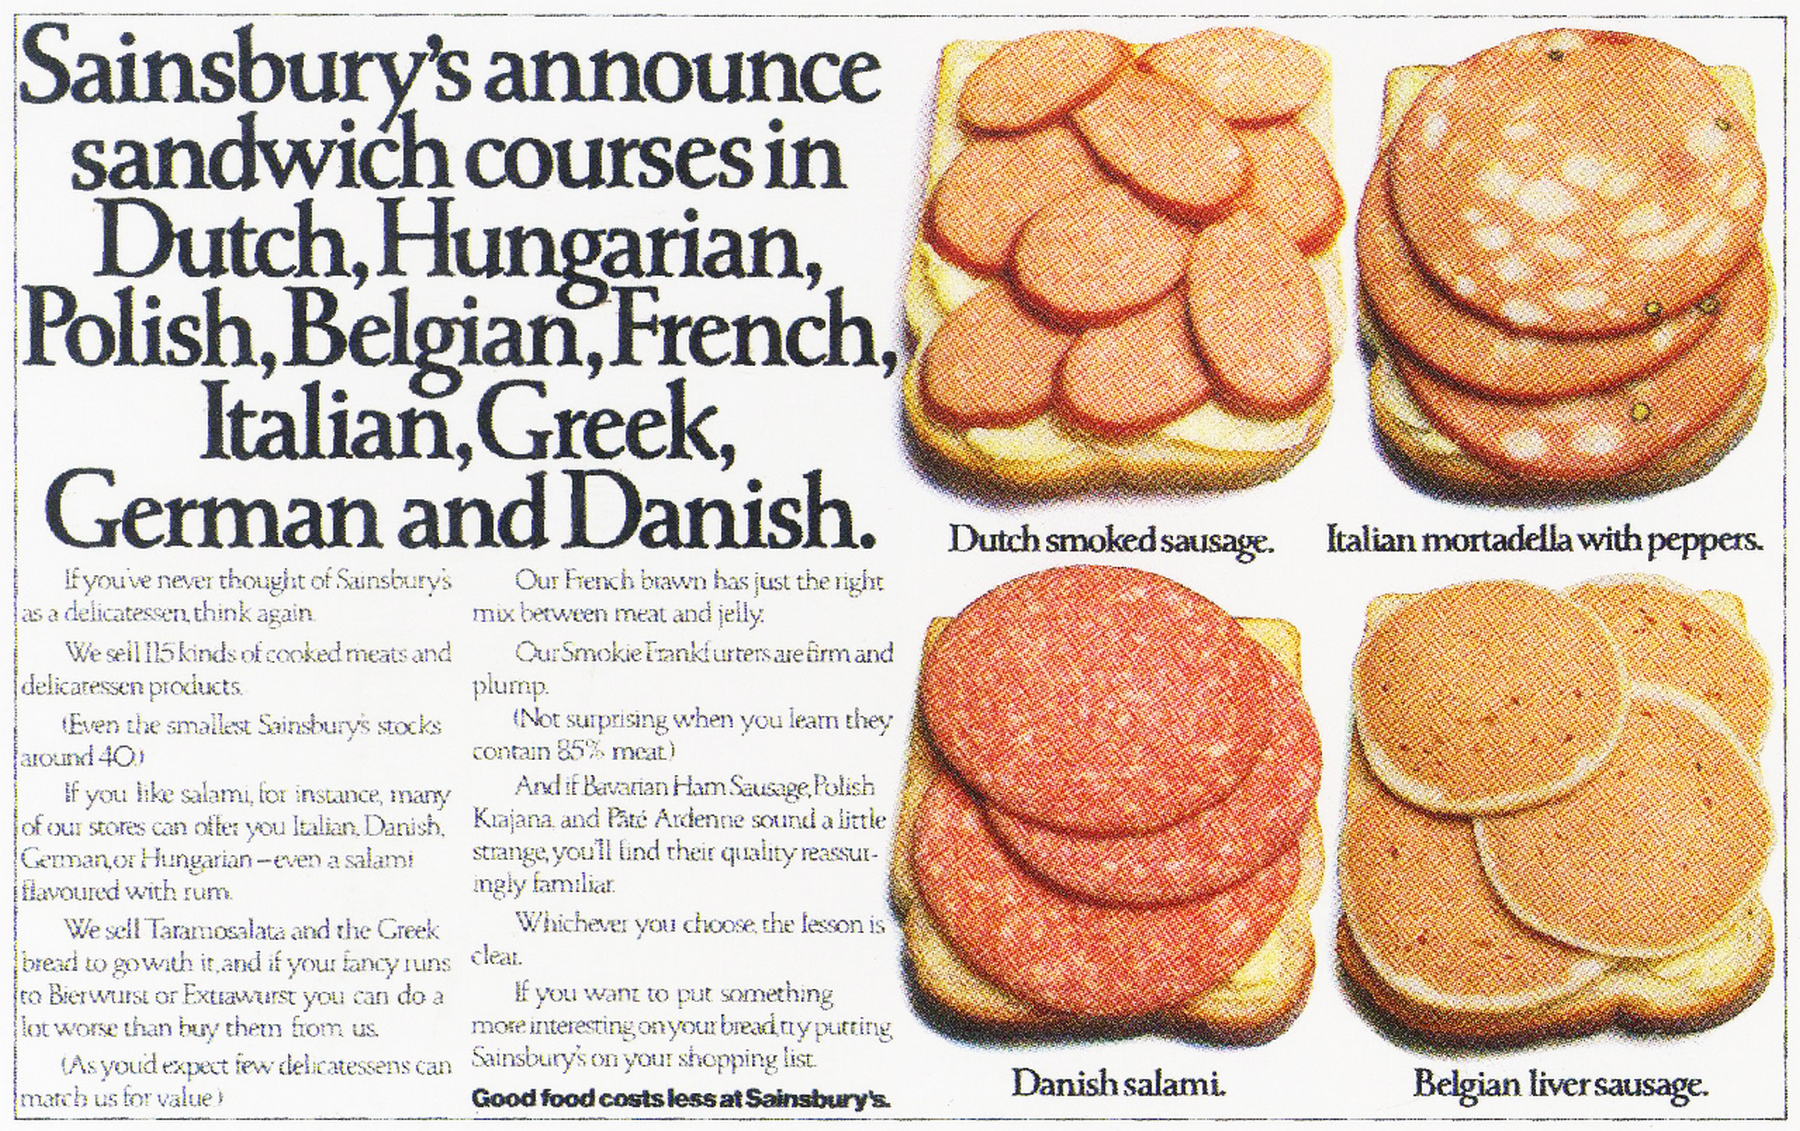 Sainsbury's announce
sandwich courses in
Dutch, Hungarian,
Polish, Belgian, French,
Italian, Greek,
German and Danish.
If you've never thought of Sainsbury's
as a delicatessen, think again.
We sell 115 kinds of cooked meats and
delicatessen products.
(Even the smallest Sainsbury's stocks
around 40.)
If you like salami, for instance, many
of our stores can offer you Italian, Danish,
German, or Hungarian – even a salami
flavoured with rum.
We sell Taramosalata and the Greek
bread to go with it, and if your fancy runs
to Bierwurst or Extrawurst you can do a
lot worse than buy them from us.
(As you'd expect few delicatessens can
match us for value.)
Our French brawn has just the right
mix between meat and jelly.
Our Smokie Frankfurters are firm and
plump.
(Not surprising when you learn they
contain 85% meat.)
And if Bavarian Ham Sausage, Polish
Krajana, and Pâté Ardenne sound a little
strange, you'll find their quality reassur-
ingly familiar.
Whichever you choose, the lesson is
clear.
If you want to put something
more interesting on your bread, try putting
Sainsbury's on your shopping list.
Good food costs less at Sainsbury's.
Dutch smoked sausage.
Italian mortadella with peppers.
Danish salami.
Belgian liver sausage.